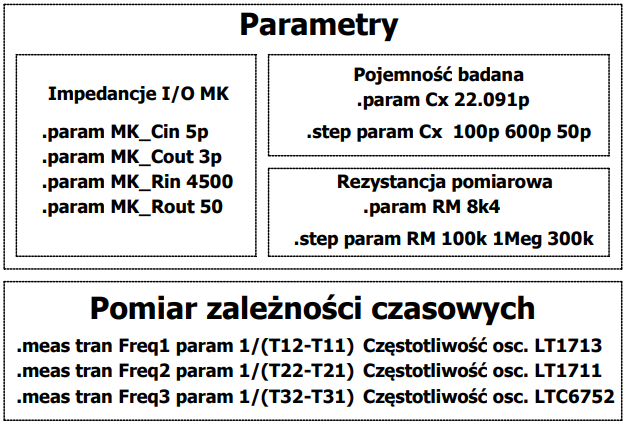 Parametry
Impedancje I/O MK
.param MK_Cin 5p
.param MK_Cout 3p
.param MK_Rin 4500
.param MK_Rout 50
Pojemność badana
.param Cx 22.091p
.step param Cx 100p 600p 50p
Rezystancja pomiarowa
.param RM 8k4
.step param RM 100k 1Meg 300k
Pomiar zależności czasowych
.meas tran Freq1 param 1/(T12-T11) Częstotliwość osc. LT1713
.meas tran Freq2 param 1/(T22-T21) Częstotliwość osc. LT1711
.meas tran Freq3 param 1/(T32-T31) Częstotliwość osc. LTC6752